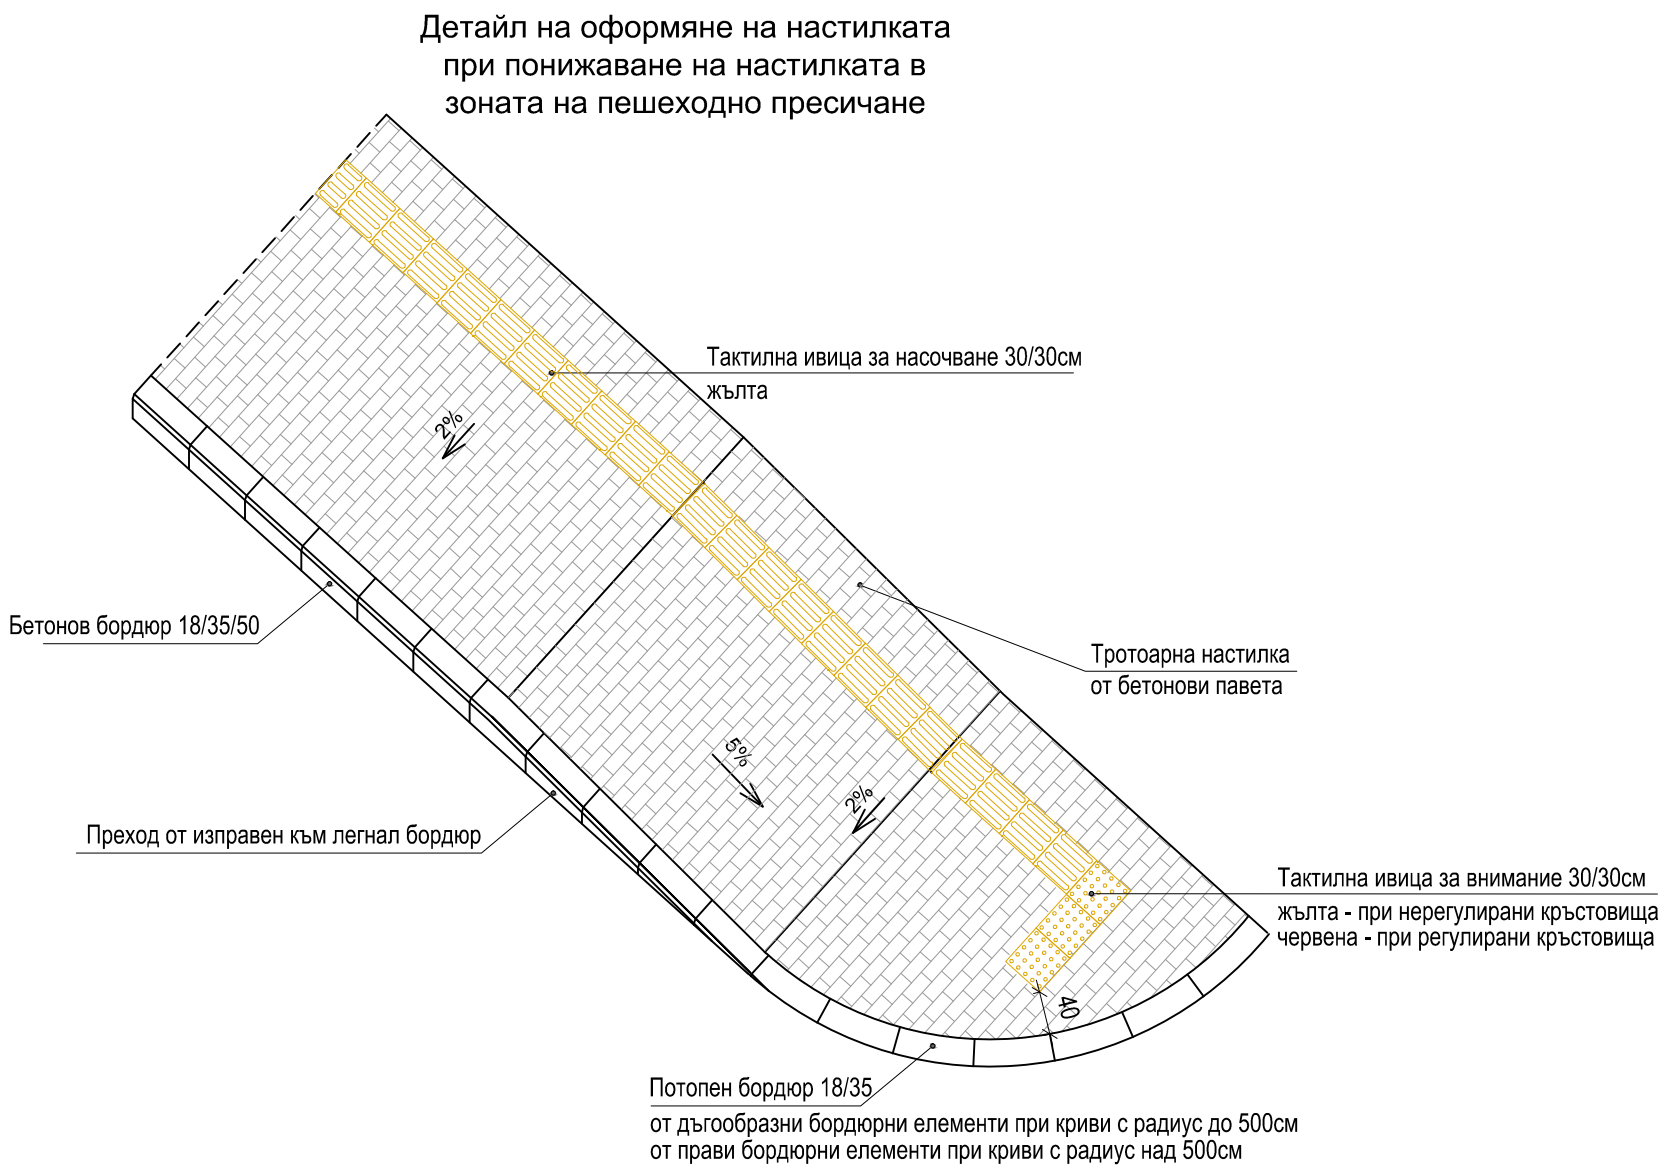 Детайл на оформяне на настилката
при понижаване на настилката в
зоната на пешеходно пресичане
Тактилна ивица за насочване 30/30см
жълта
2%
Бетонов бордюр 18/35/50
Тротоарна настилка
от бетонови павета
5%
2%
Преход от изправен към легнал бордюр
Тактилна ивица за внимание 30/30см
жълта - при нерегулирани кръстовища
червена - при регулирани кръстовища
40
Потопен бордюр 18/35
от дъгообразни бордюрни елементи при криви с радиус до 500см
от прави бордюрни елементи при криви с радиус над 500см